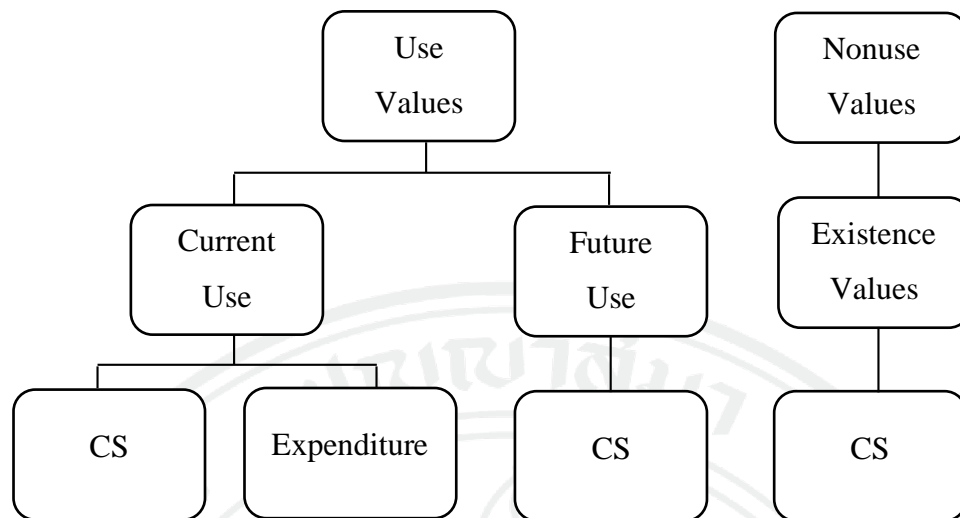 Use
Values
Nonuse
Values
Current
Use
Future
Use
Existence
Values
CS
Expenditure
CS
CS